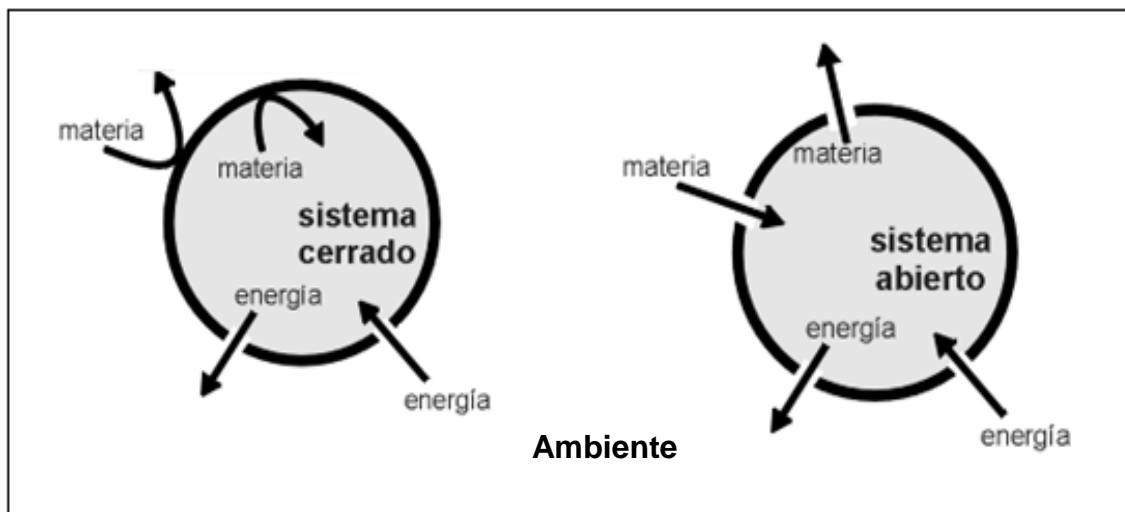 materia
materia
sistema
cerrado
energía
energía
materia
materia
sistema
abierto
energía
energía
Ambiente